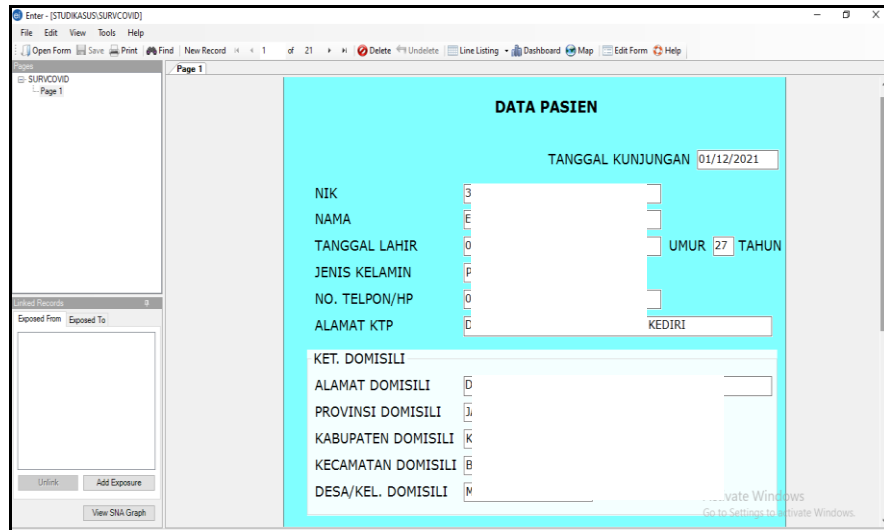 Enter - [STUDIKASUS\SURVCOVID]
File Edit View Tools Help
Open Form Save Print Find New Record 1 of 21 Delete Undelete Line Listing Dashboard Map Edit Form Help
Pages
SURVCOVID
Page 1
Page 1
DATA PASIEN
TANGGAL KUNJUNGAN 01/12/2021
NIK 3
NAMA E
TANGGAL LAHIR 0 UMUR 27 TAHUN
JENIS KELAMIN P
NO. TELPON/HP 0
ALAMAT KTP D KEDIRI
KET. DOMISILI
ALAMAT DOMISILI D
PROVINSI DOMISILI JA
KABUPATEN DOMISILI K
KECAMATAN DOMISILI B
DESA/KEL. DOMISILI M
Linked Records
Exposed From Exposed To
Unlink Add Exposure
View SNA Graph
Windows
Go to Settings to activate Windows.